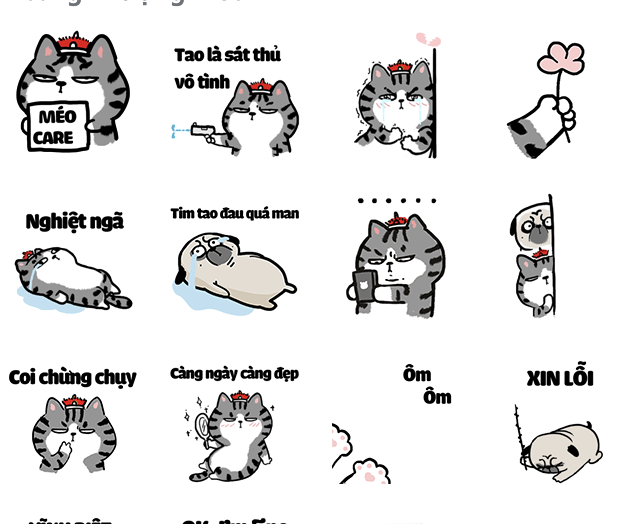 Tao là sát thủ
vô tình
MÉO
CARE
Nghiệt ngã
Tim tao đau quá man
......
Coi chừng chụy
Càng ngày càng đẹp
Ôm
Ôm
XIN LỖI